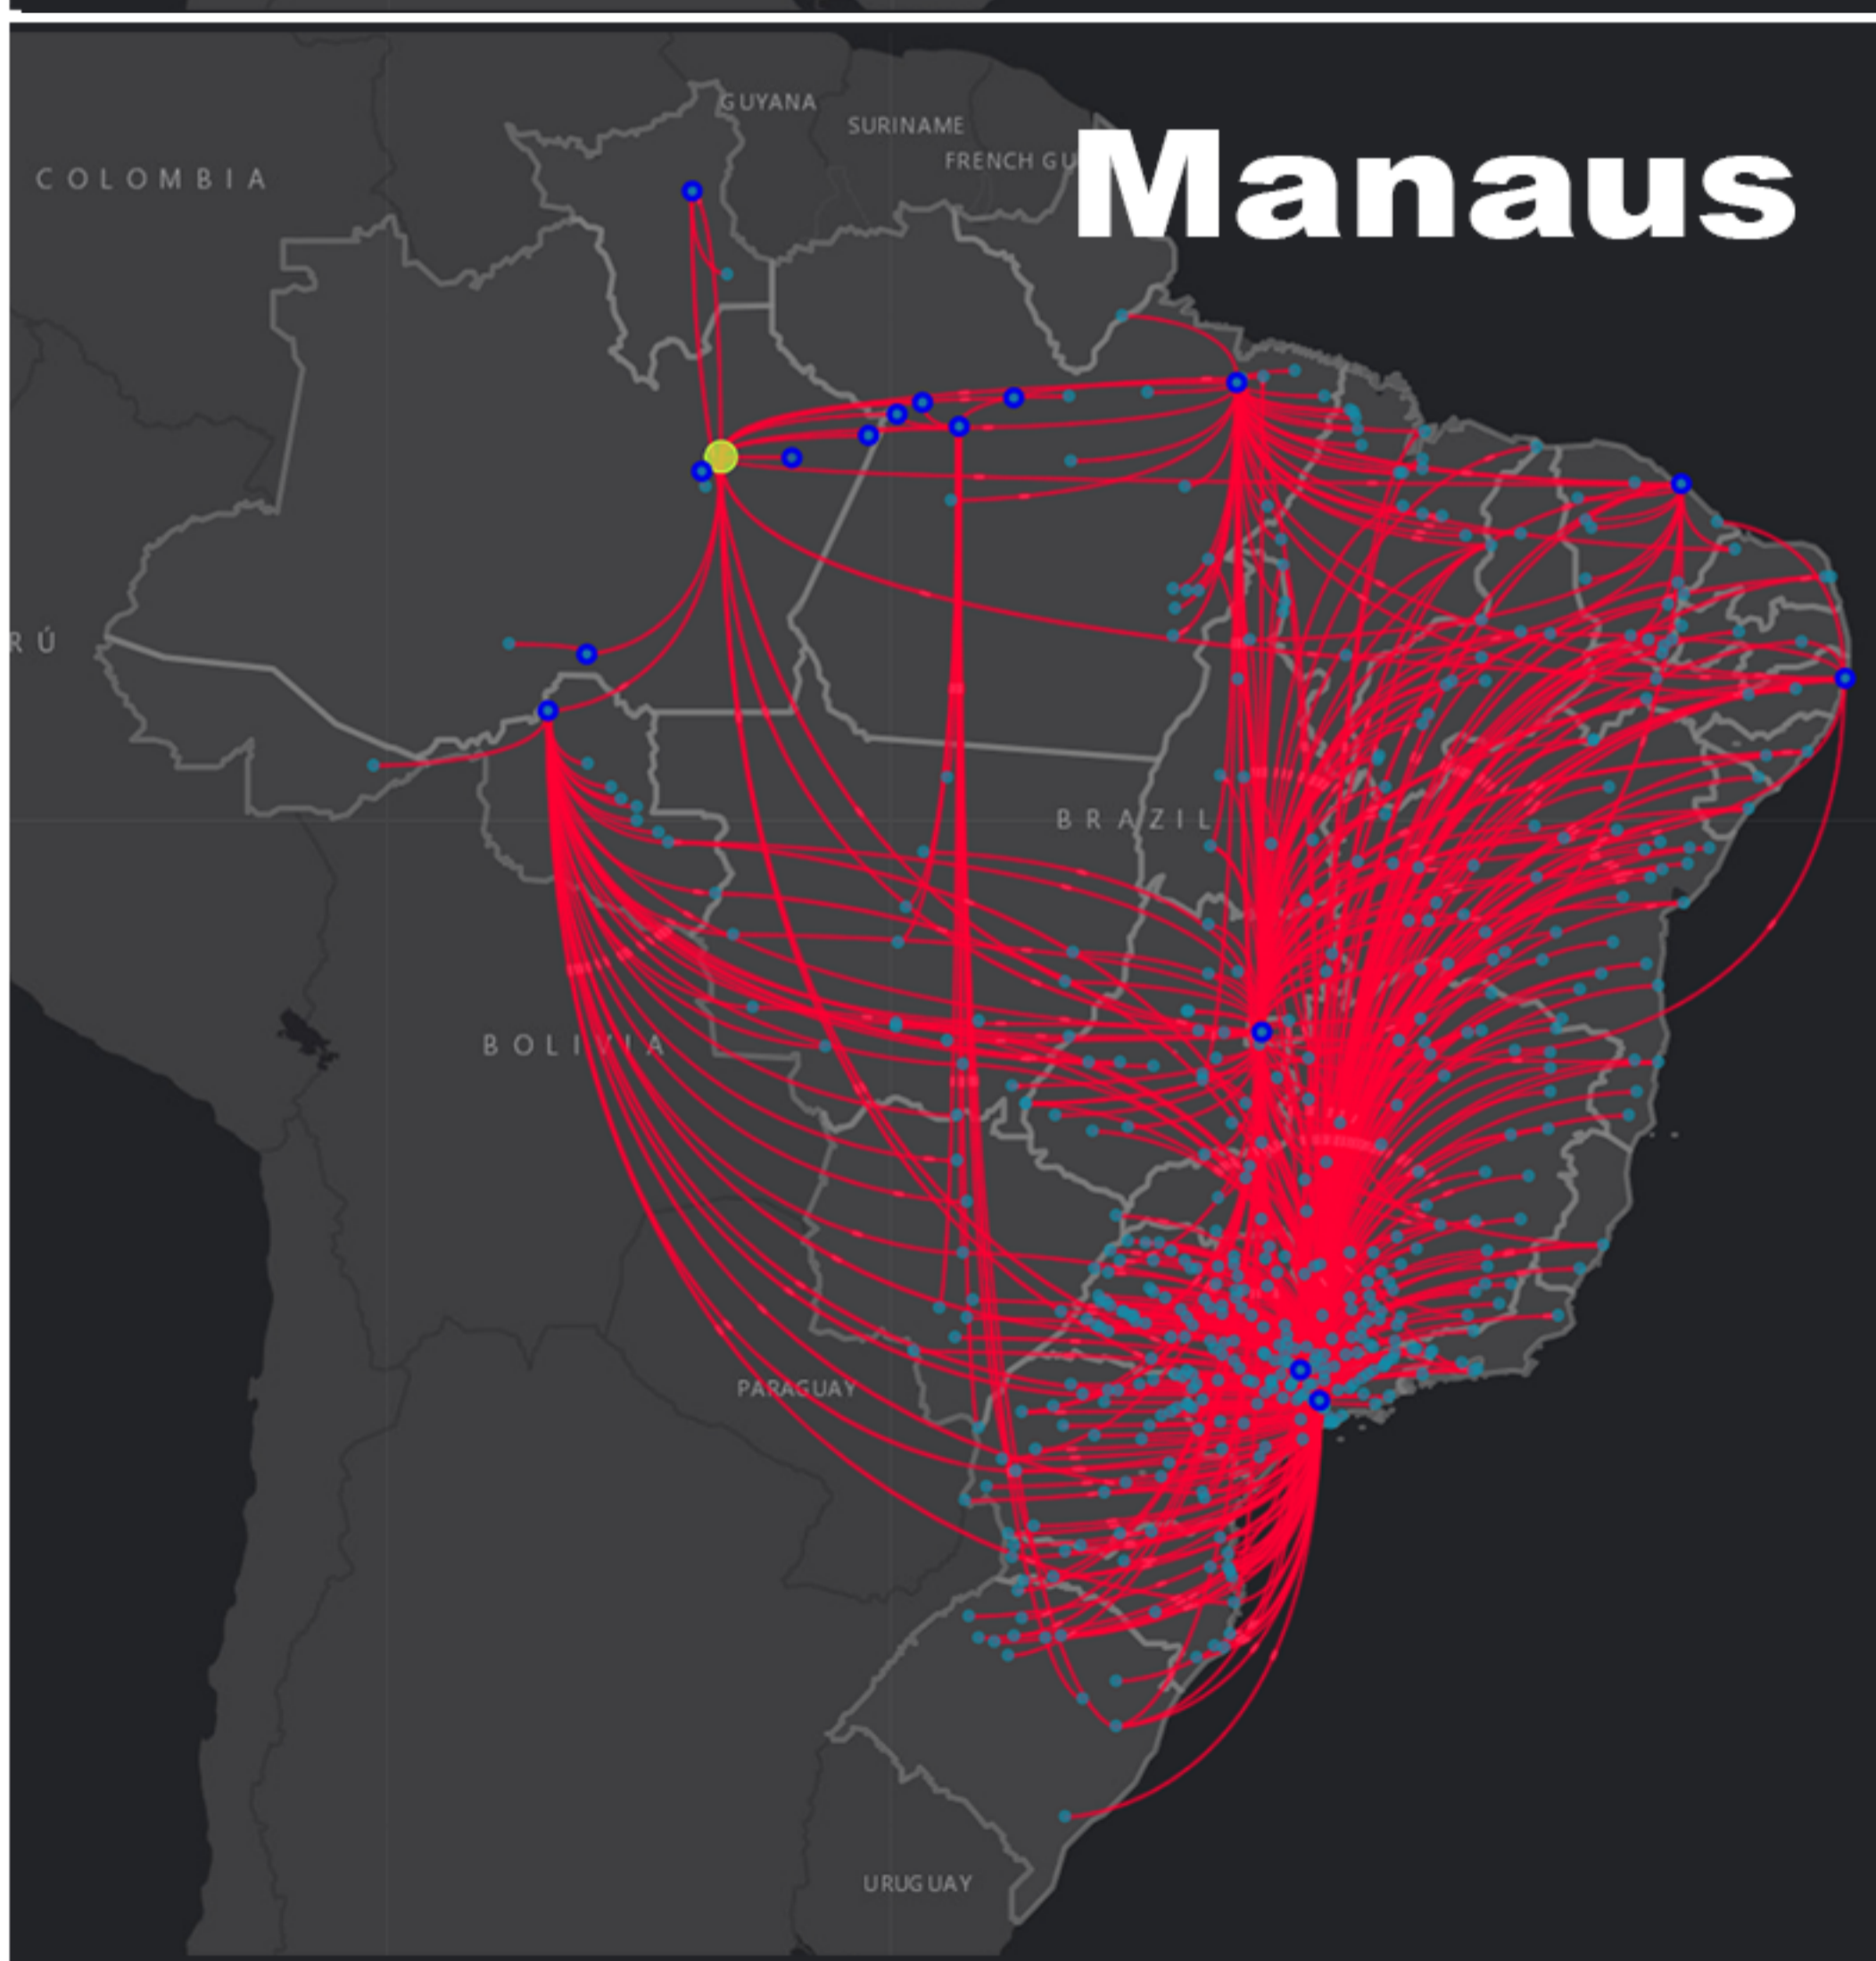 GUYANA
SURINAME
FRENCH GU
COLOMBIA
Manaus
RÚ
BRAZIL
BOLIVIA
PARAGUAY
URUGUAY